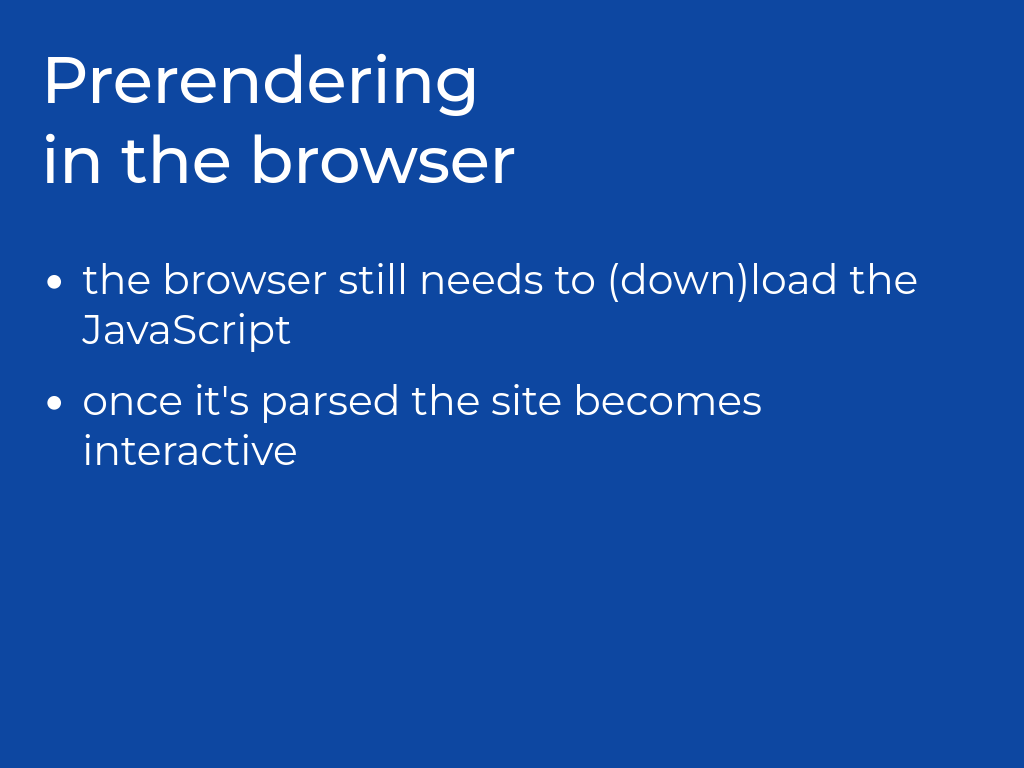 Prerendering
in the browser
• the browser still needs to (down)load the
JavaScript
• once it's parsed the site becomes
interactive